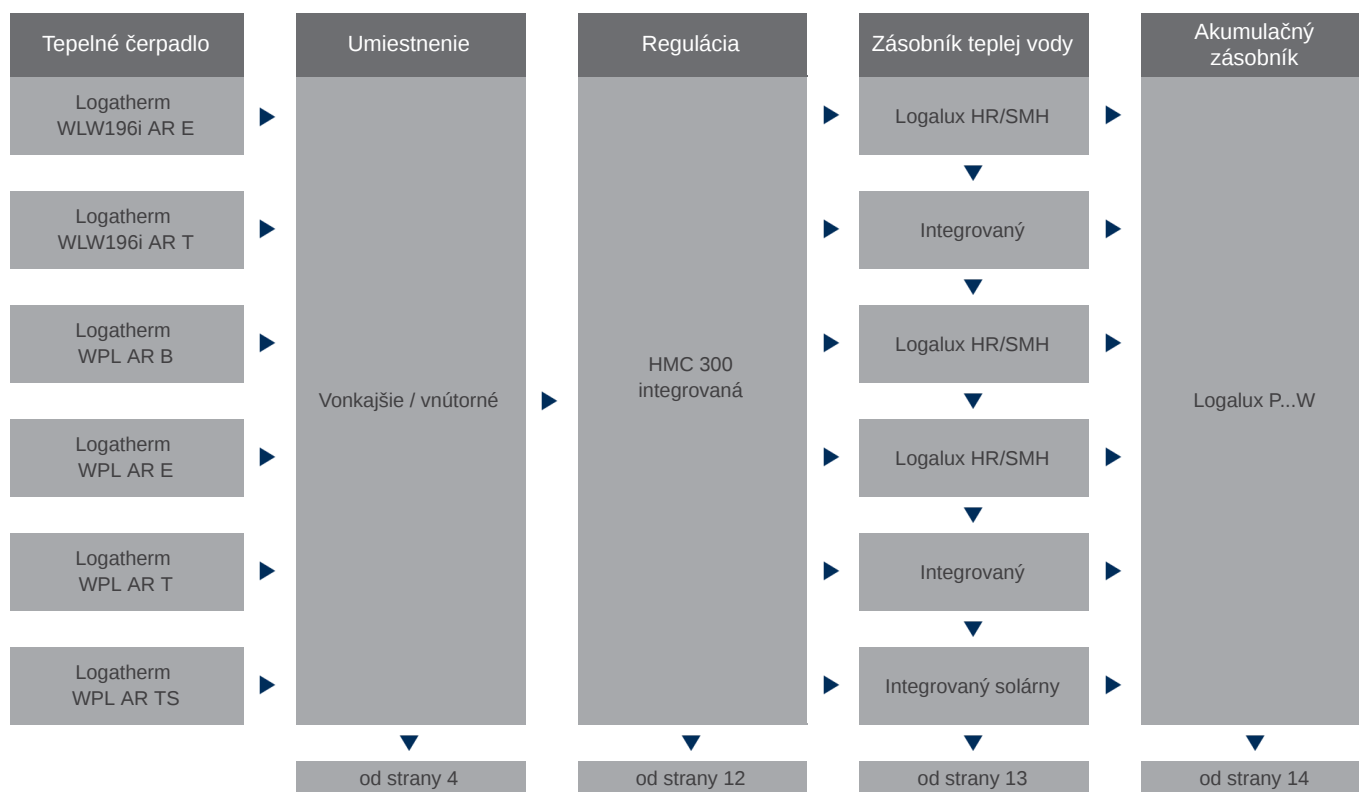 Tepelné čerpadlo
Umiestnenie
Regulácia
Zásobník teplej vody
Akumulačný
zásobník
Logatherm
WLW196i AR E
Logatherm
WLW196i AR T
Logatherm
WPL AR B
Logatherm
WPL AR E
Logatherm
WPL AR T
Logatherm
WPL AR TS
Vonkajšie / vnútorné
HMC 300
integrovaná
Logalux HR/SMH
Integrovaný
Logalux HR/SMH
Logalux HR/SMH
Integrovaný
Integrovaný solárny
Logalux P...W
od strany 4
od strany 12
od strany 13
od strany 14